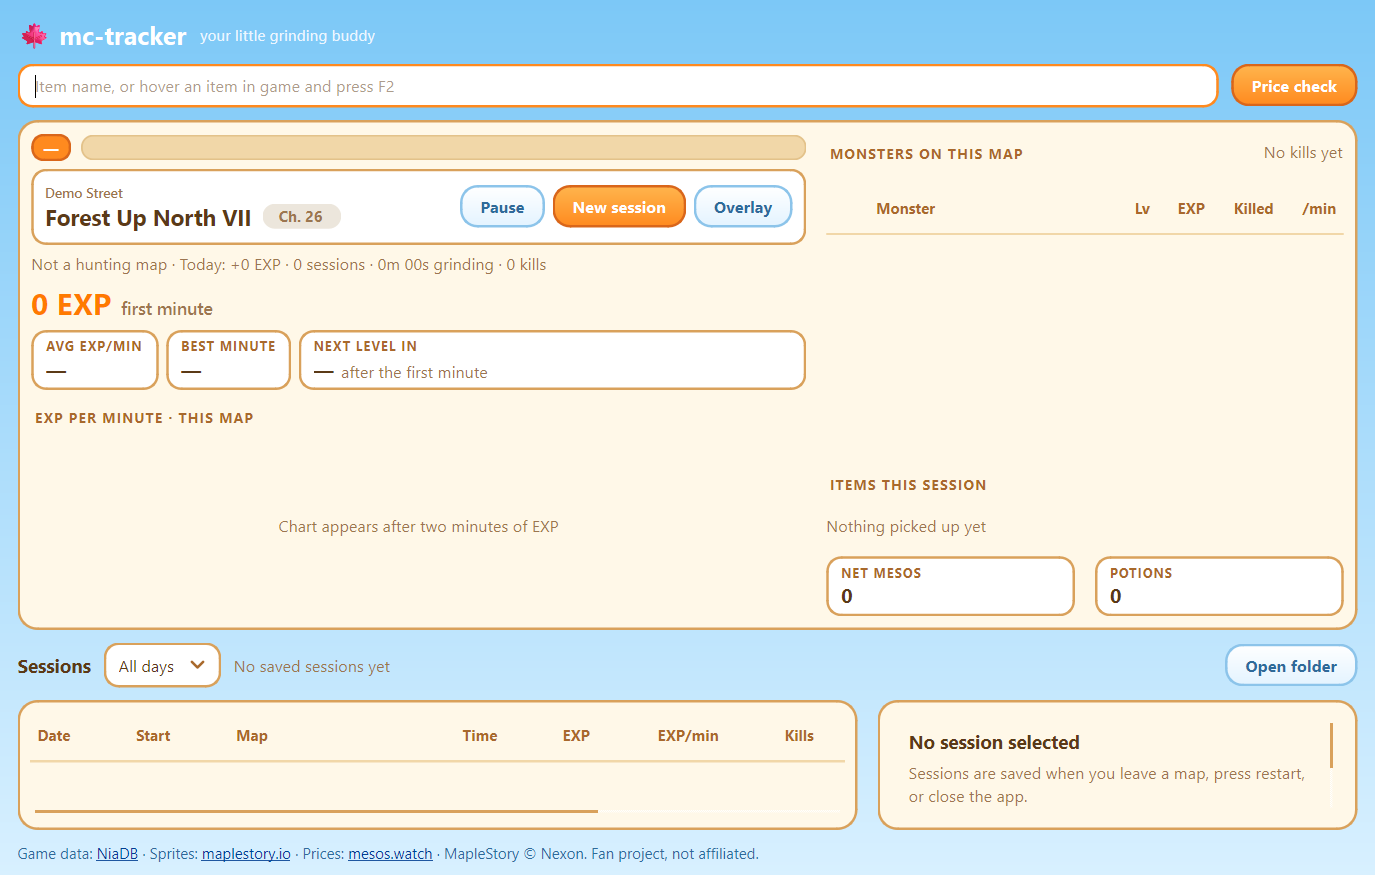 mc-tracker your little grinding buddy
Item name, or hover an item in game and press F2
Price check
—
Demo Street
Forest Up North VII Ch. 26
Pause New session Overlay
Not a hunting map · Today: +0 EXP · 0 sessions · 0m 00s grinding · 0 kills
0 EXP first minute
AVG EXP/MIN
—
BEST MINUTE
—
NEXT LEVEL IN
— after the first minute
EXP PER MINUTE · THIS MAP
Chart appears after two minutes of EXP
MONSTERS ON THIS MAP No kills yet
Monster Lv EXP Killed /min
ITEMS THIS SESSION
Nothing picked up yet
NET MESOS
0
POTIONS
0
Sessions All days No saved sessions yet Open folder
Date Start Map Time EXP EXP/min Kills
No session selected
Sessions are saved when you leave a map, press restart,
or close the app.
Game data: NiaDB · Sprites: maplestory.io · Prices: mesos.watch · MapleStory © Nexon. Fan project, not affiliated.